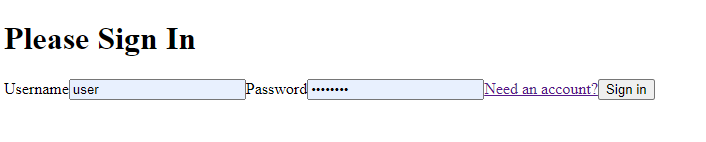 Please Sign In
Username user Password •••••••• Need an account? Sign in